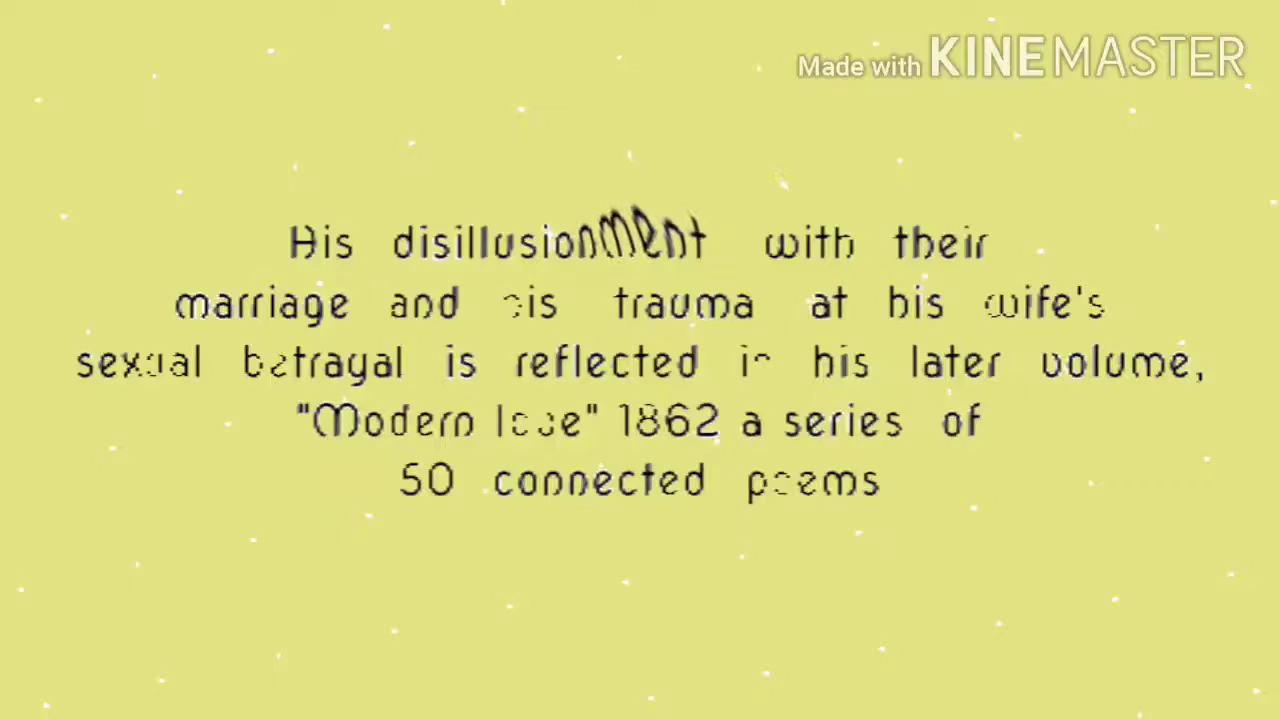 Made with KINEMASTER
His disillusionment with their
marriage and his trauma at his wife's
sexual betrayal is reflected in his later volume,
"Modern love" 1862 a series of
50 connected poems